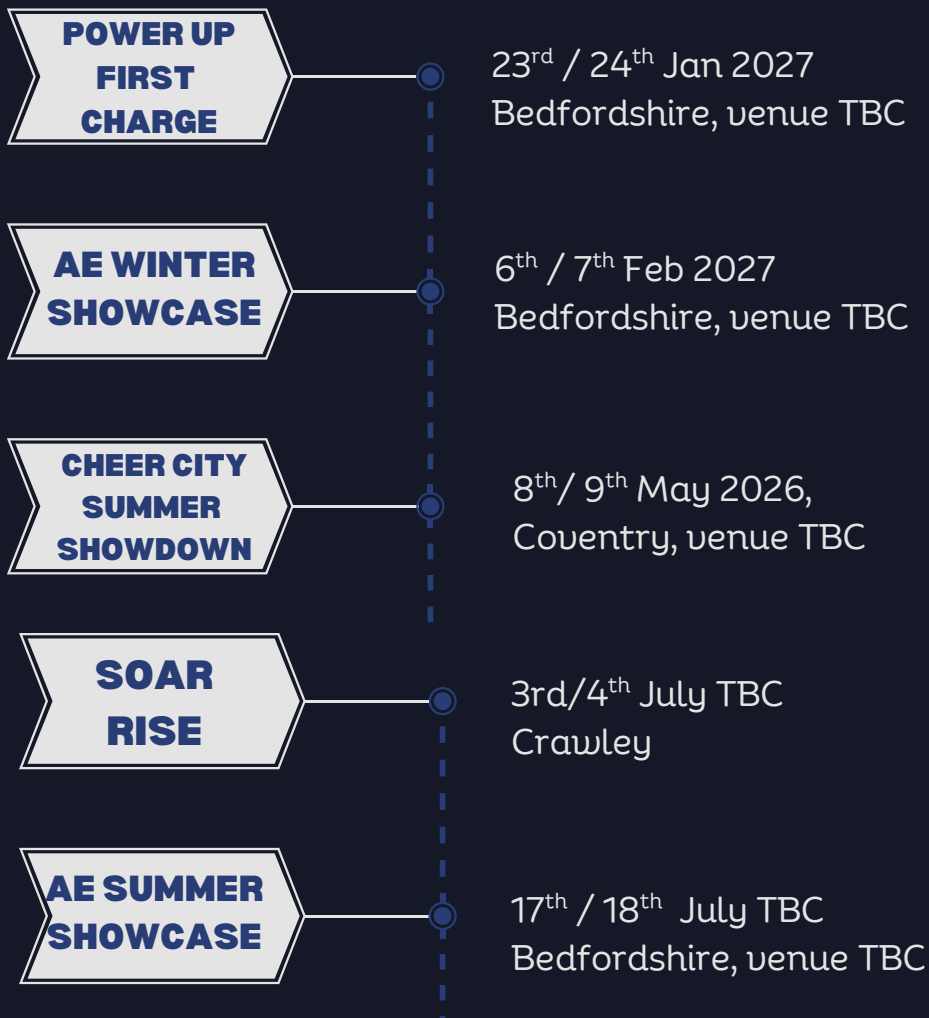 POWER UP
FIRST
CHARGE
23rd / 24th Jan 2027
Bedfordshire, venue TBC
AE WINTER
SHOWCASE
6th / 7th Feb 2027
Bedfordshire, venue TBC
CHEER CITY
SUMMER
SHOWDOWN
8th/ 9th May 2026,
Coventry, venue TBC
SOAR
RISE
3rd/4th July TBC
Crawley
AE SUMMER
SHOWCASE
17th / 18th July TBC
Bedfordshire, venue TBC